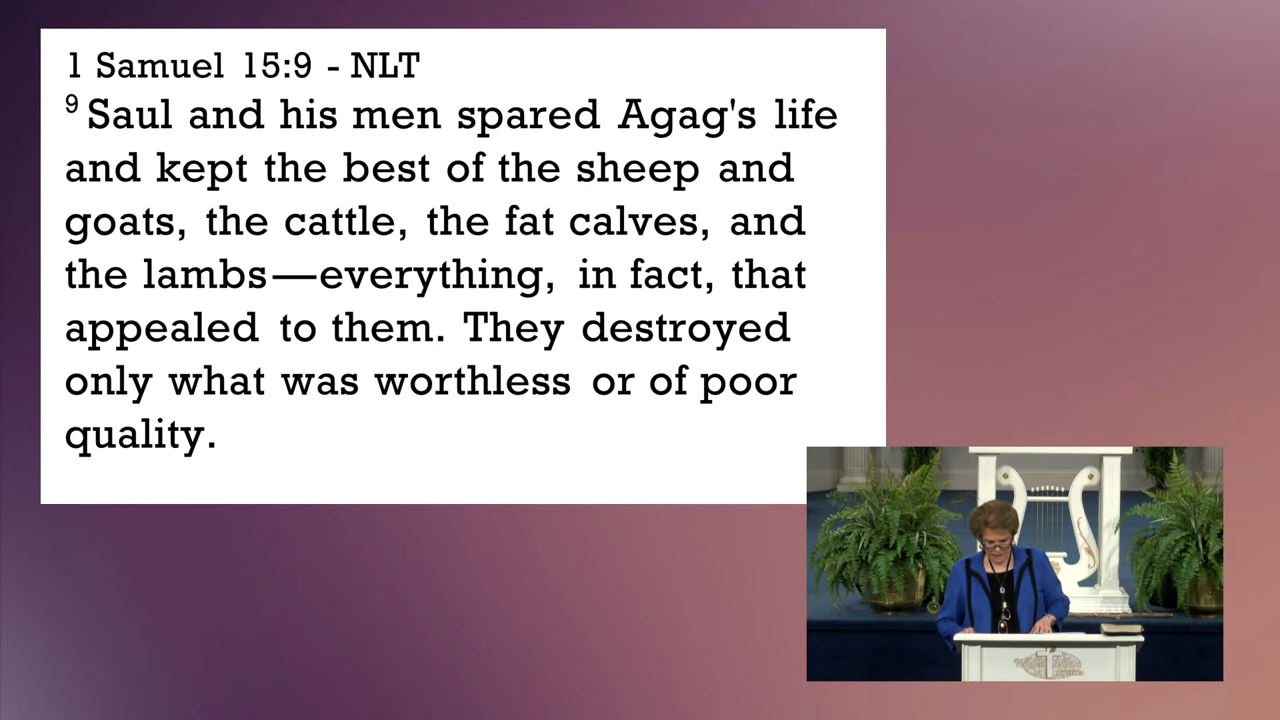 1 Samuel 15:9 - NLT
9 Saul and his men spared Agag's life
and kept the best of the sheep and
goats, the cattle, the fat calves, and
the lambs—everything, in fact, that
appealed to them. They destroyed
only what was worthless or of poor
quality.